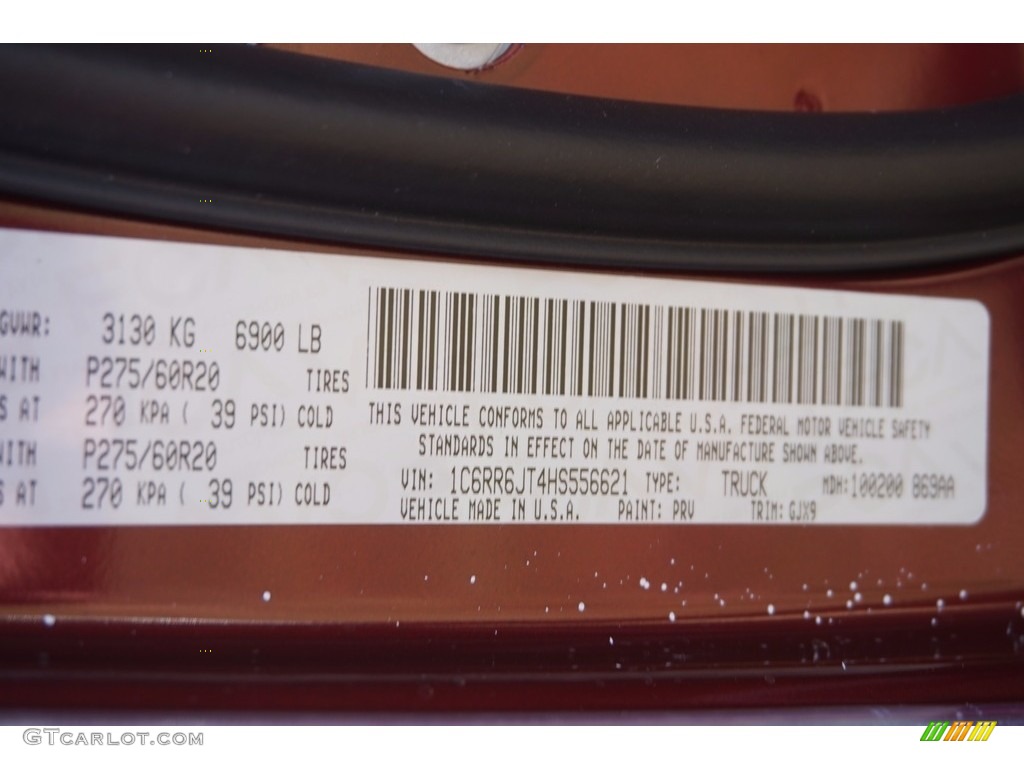 GVWR: 3130 KG 6900 LB
WITH P275/60R20 TIRES
S AT 270 KPA ( 39 PSI) COLD
WITH P275/60R20 TIRES
S AT 270 KPA ( 39 PSI) COLD
THIS VEHICLE CONFORMS TO ALL APPLICABLE U.S.A. FEDERAL MOTOR VEHICLE SAFETY
STANDARDS IN EFFECT ON THE DATE OF MANUFACTURE SHOWN ABOVE.
VIN: 1C6RR6JT4HS556621 TYPE: TRUCK MDH:100200 869AA
VEHICLE MADE IN U.S.A. PAINT: PRV TRIM: GJX9
GTCARLOT.COM